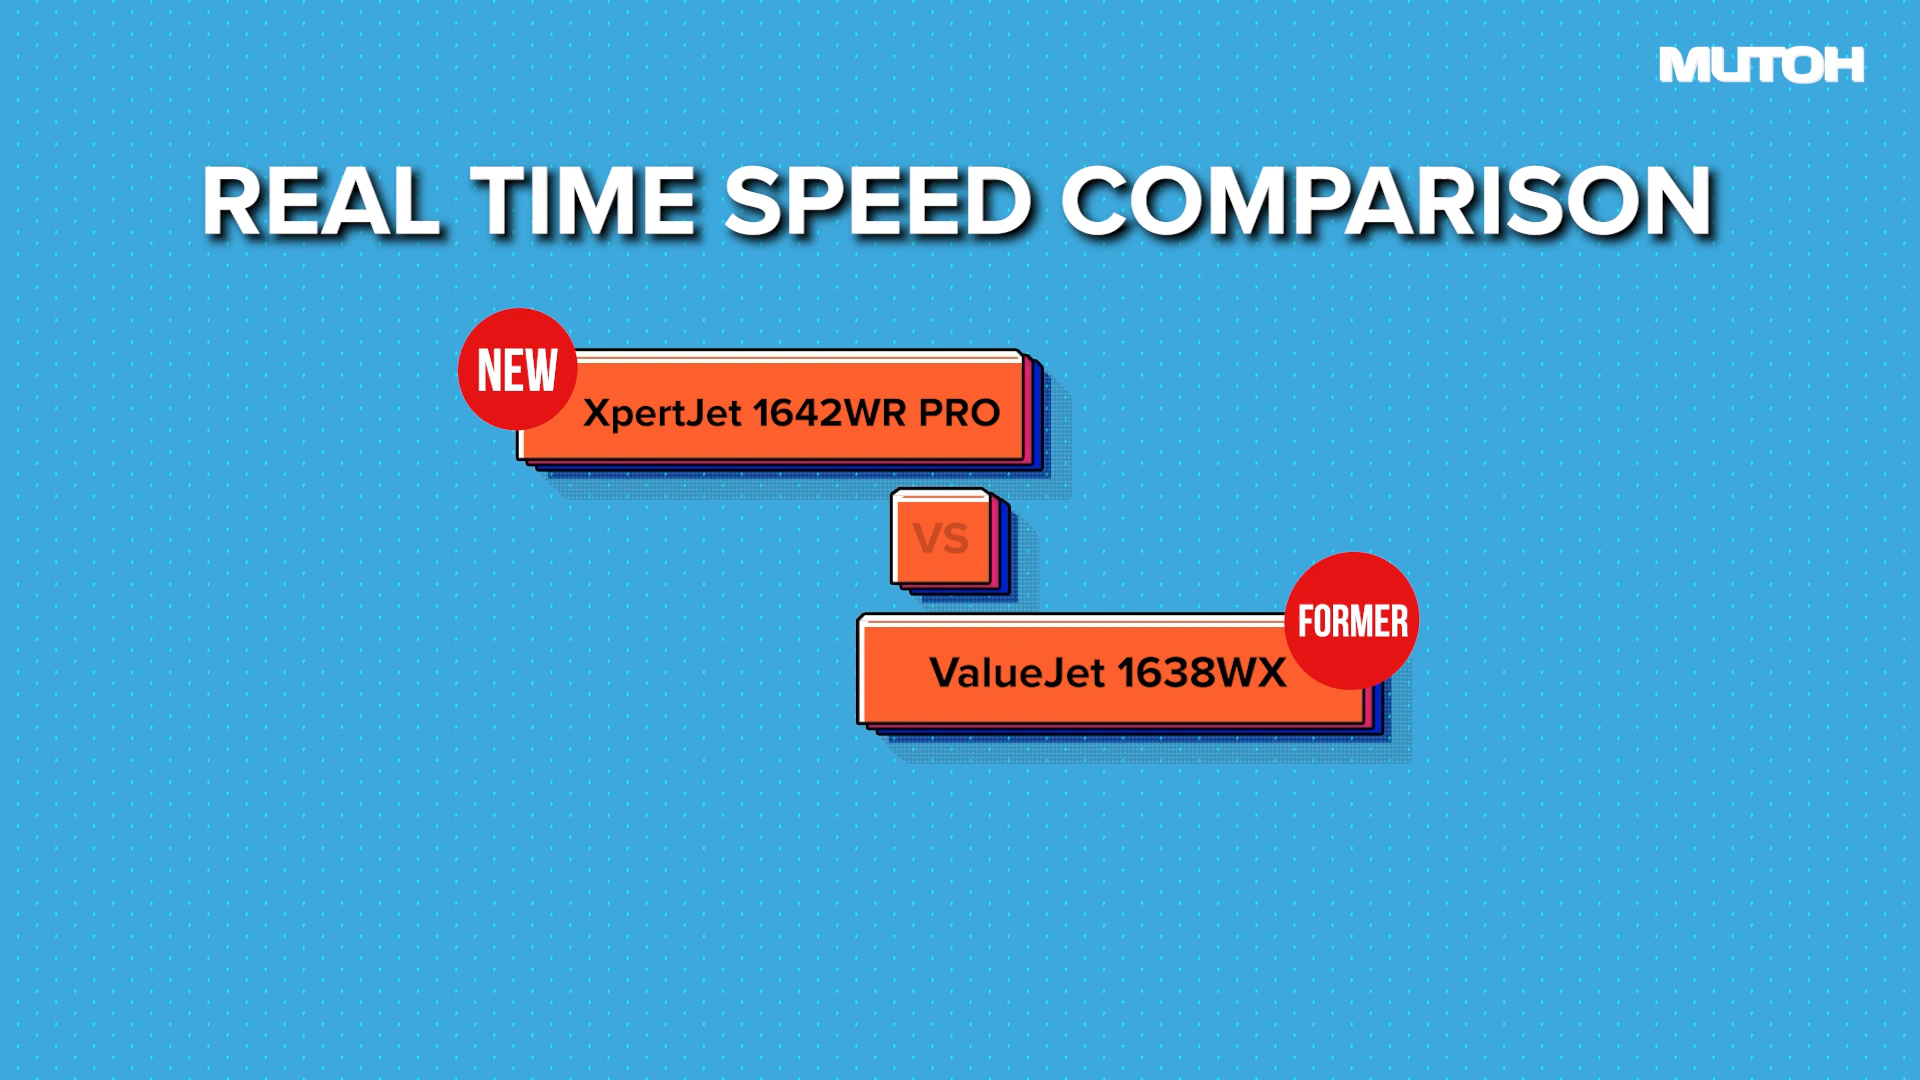 MUTOH
REAL TIME SPEED COMPARISON
NEW
XpertJet 1642WR PRO
VS
FORMER
ValueJet 1638WX